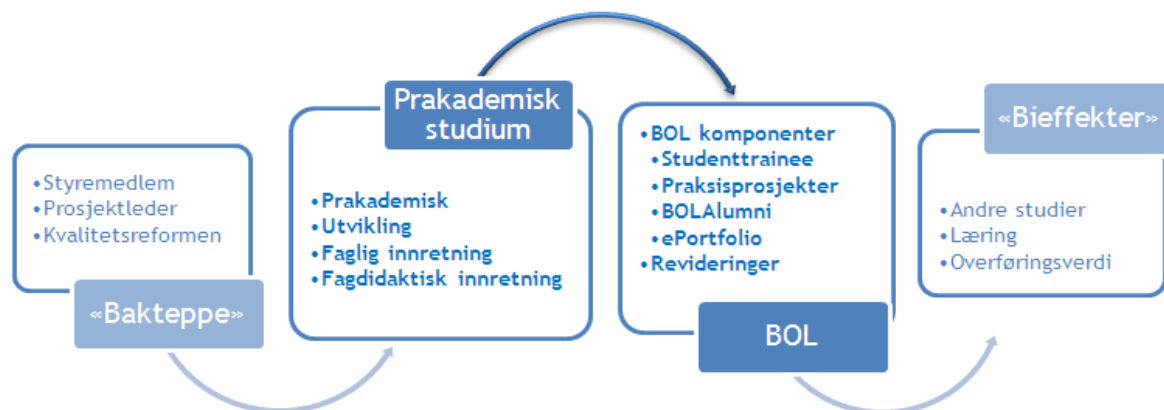 •Styremedlem
•Prosjektleder
•Kvalitetsreformen
«Bakteppe»
Prakademisk
studium
•Prakademisk
•Utvikling
•Faglig innretning
•Fagdidaktisk innretning
•BOL komponenter
•Studenttrainee
•Praksisprosjekter
•BOLAlumni
•ePortfolio
•Revideringer
BOL
«Bieffekter»
•Andre studier
•Læring
•Overføringsverdi